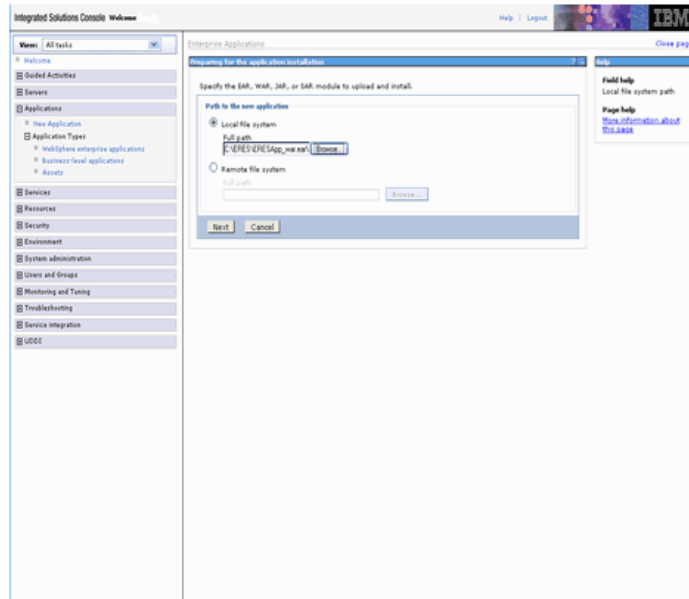 Integrated Solutions Console Welcome
Help | Logout
IBM
View: All tasks
Welcome
Guided Activities
Servers
Applications
New Application
Application Types
WebSphere enterprise applications
Business-level applications
Assets
Services
Resources
Security
Environment
System administration
Users and Groups
Monitoring and Tuning
Troubleshooting
Service integration
UDDI
Enterprise Applications
Close pag
Preparing for the application installation
? -
Specify the EAR, WAR, JAR, or SAR module to upload and install.
Path to the new application
Local file system
Full path
C:\ERES\ERESApp_war.ear\ Browse...
Remote file system
Full path
Browse...
Next Cancel
Help
Field help
Local file system path
Page help
More information about
this page